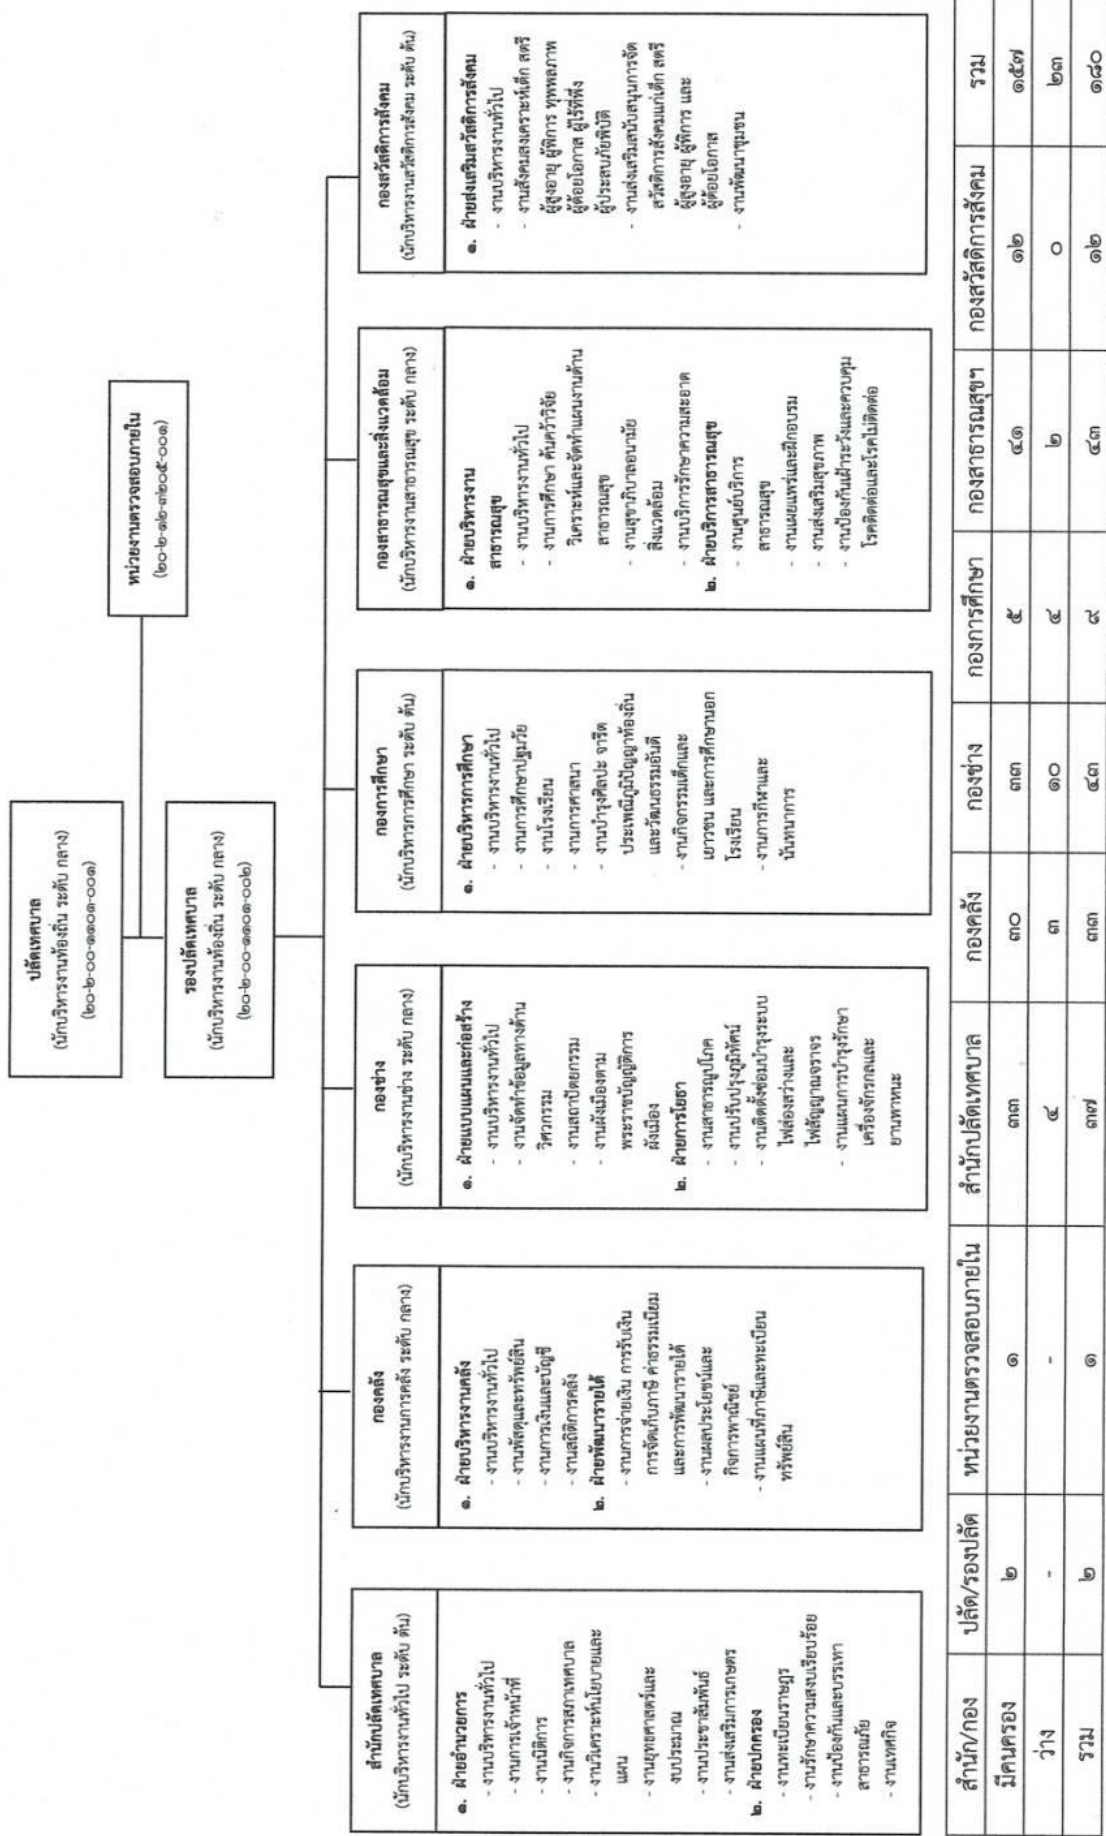 ปลัดเทศบาล
(นักบริหารงานท้องถิ่น ระดับ กลาง)
(๒๐-๒-๐๐-๑๑๐๑-๐๐๑)
หน่วยงานตรวจสอบภายใน
(๒๐-๒-๑๒-๓๒๐๕-๐๐๑)
รองปลัดเทศบาล
(นักบริหารงานท้องถิ่น ระดับ กลาง)
(๒๐-๒-๐๐-๑๑๐๑-๐๐๒)
สำนักปลัดเทศบาล
(นักบริหารงานทั่วไป ระดับ ต้น)
๑. ฝ่ายอำนวยการ
- งานบริหารงานทั่วไป
- งานการเจ้าหน้าที่
- งานนิติการ
- งานกิจการสภาเทศบาล
- งานวิเคราะห์นโยบายและ
แผน
- งานยุทธศาสตร์และ
งบประมาณ
- งานประชาสัมพันธ์
- งานส่งเสริมการเกษตร
๒. ฝ่ายปกครอง
- งานทะเบียนราษฎร
- งานรักษาความสงบเรียบร้อย
- งานป้องกันและบรรเทา
สาธารณภัย
- งานเทศกิจ
กองคลัง
(นักบริหารงานการคลัง ระดับ กลาง)
๑. ฝ่ายบริหารงานคลัง
- งานบริหารงานทั่วไป
- งานพัสดุและทรัพย์สิน
- งานการเงินและบัญชี
- งานสถิติการคลัง
๒. ฝ่ายพัฒนารายได้
- งานการจ่ายเงิน การรับเงิน
การจัดเก็บภาษี ค่าธรรมเนียม
และการพัฒนารายได้
- งานผลประโยชน์และ
กิจการพาณิชย์
- งานแผนที่ภาษีและทะเบียน
ทรัพย์สิน
กองช่าง
(นักบริหารงานช่าง ระดับ กลาง)
๑. ฝ่ายแบบแผนและก่อสร้าง
- งานบริหารงานทั่วไป
- งานจัดทำข้อมูลทางด้าน
วิศวกรรม
- งานสถาปัตยกรรม
- งานผังเมืองตาม
พระราชบัญญัติการ
ผังเมือง
๒. ฝ่ายการโยธา
- งานสาธารณูปโภค
- งานปรับปรุงภูมิทัศน์
- งานติดตั้งซ่อมบำรุงระบบ
ไฟส่องสว่างและ
ไฟสัญญาณจราจร
- งานแผนการบำรุงรักษา
เครื่องจักรกลและ
ยานพาหนะ
กองการศึกษา
(นักบริหารการศึกษา ระดับ ต้น)
๑. ฝ่ายบริหารการศึกษา
- งานบริหารงานทั่วไป
- งานการศึกษาปฐมวัย
- งานโรงเรียน
- งานการศาสนา
- งานบำรุงศิลปะ จารีต
ประเพณีภูมิปัญญาท้องถิ่น
และวัฒนธรรมอันดี
- งานกิจกรรมเด็กและ
เยาวชน และการศึกษานอก
โรงเรียน
- งานการกีฬาและ
นันทนาการ
กองสาธารณสุขและสิ่งแวดล้อม
(นักบริหารงานสาธารณสุข ระดับ กลาง)
๑. ฝ่ายบริหารงาน
สาธารณสุข
- งานบริหารงานทั่วไป
- งานการศึกษา ค้นคว้าวิจัย
วิเคราะห์และจัดทำแผนงานด้าน
สาธารณสุข
- งานสุขาภิบาลอนามัย
สิ่งแวดล้อม
- งานบริการรักษาความสะอาด
๒. ฝ่ายบริการสาธารณสุข
- งานศูนย์บริการ
สาธารณสุข
- งานเผยแพร่และฝึกอบรม
- งานส่งเสริมสุขภาพ
- งานป้องกันเฝ้าระวังและควบคุม
โรคติดต่อและโรคไม่ติดต่อ
กองสวัสดิการสังคม
(นักบริหารงานสวัสดิการสังคม ระดับ ต้น)
๑. ฝ่ายส่งเสริมสวัสดิการสังคม
- งานบริหารงานทั่วไป
- งานสังคมสงเคราะห์เด็ก สตรี
ผู้สูงอายุ ผู้พิการ ทุพพลภาพ
ผู้ด้อยโอกาส ผู้ไร้ที่พึ่ง
ผู้ประสบภัยพิบัติ
- งานส่งเสริมสนับสนุนการจัด
สวัสดิการสังคมแก่เด็ก สตรี
ผู้สูงอายุ ผู้พิการ และ
ผู้ด้อยโอกาส
- งานพัฒนาชุมชน
สำนัก/กอง ปลัด/รองปลัด หน่วยงานตรวจสอบภายใน สำนักปลัดเทศบาล กองคลัง กองช่าง กองการศึกษา กองสาธารณสุขฯ กองสวัสดิการสังคม รวม
มีคนครอง ๒ ๑ ๓๓ ๓๐ ๓๓ ๕ ๔๑ ๑๒ ๑๕๗
ว่าง - - ๔ ๓ ๑๐ ๔ ๒ ๐ ๒๓
รวม ๒ ๑ ๓๗ ๓๓ ๔๓ ๙ ๔๓ ๑๒ ๑๘๐